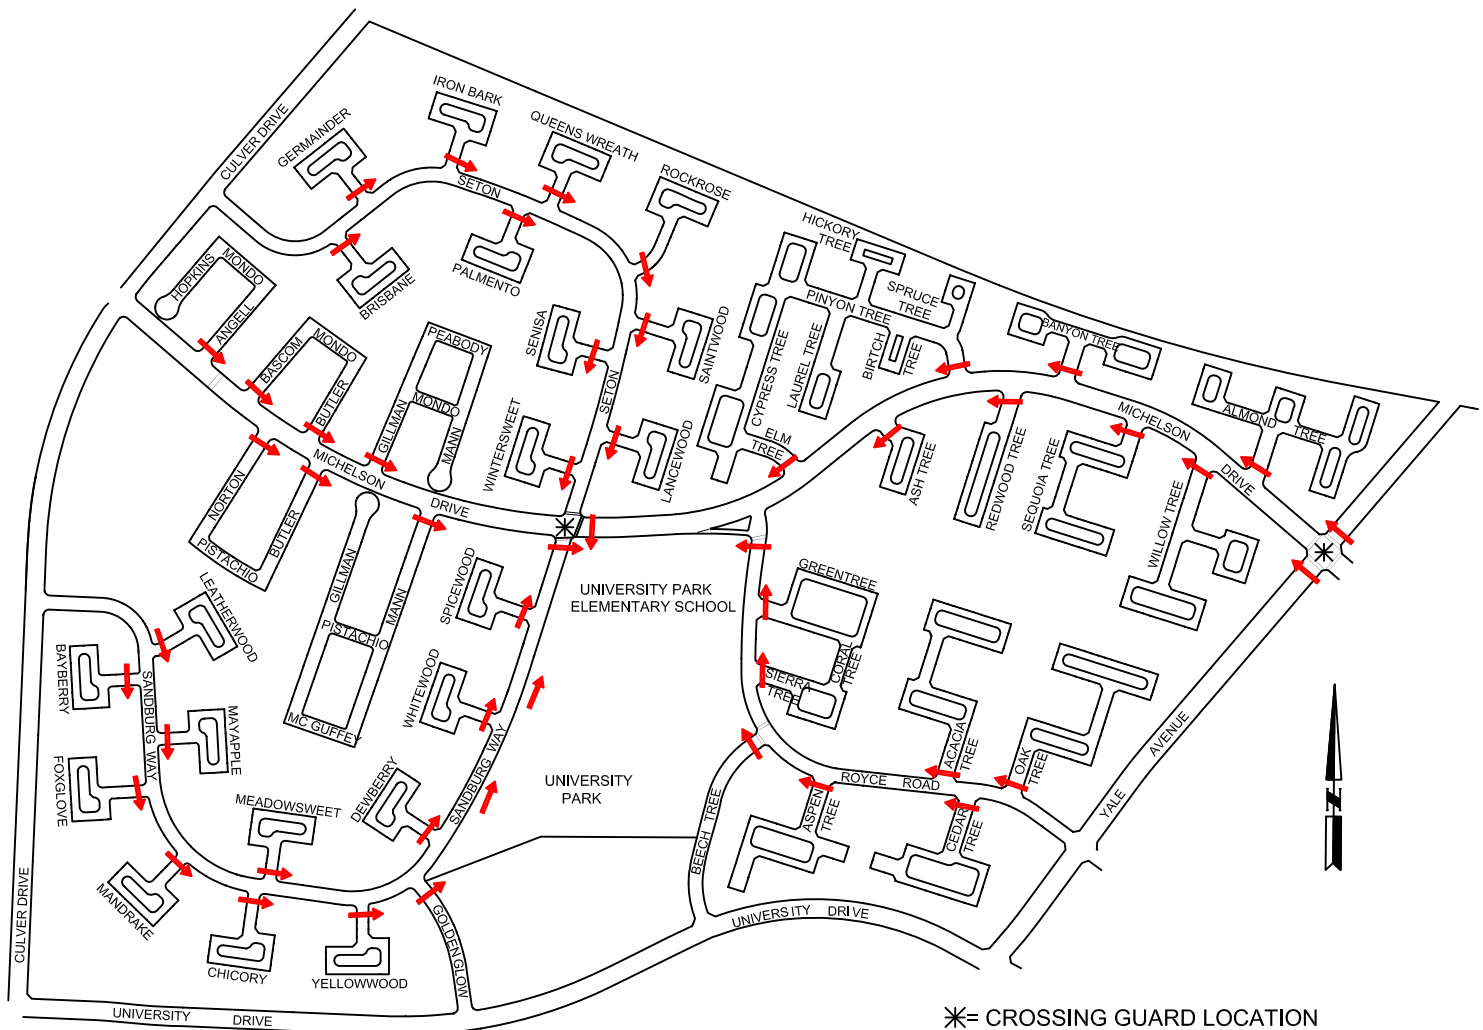 IRON BARK
QUEENS WREATH
GERMAINDER
CULVER DRIVE
ROCKROSE
SETON
HICKORY
TREE
PALMENTO
BRISBANE
HOPKINS
MONDO
ANGELL
BASCOM
MONDO
BUTLER
PEABODY
GILLMAN
MONDO
MANN
SENISA
SAINTWOOD
SETON
WINTERSWEET
LANCEWOOD
PINYON TREE
SPRUCE
TREE
CYPRESS TREE
LAUREL TREE
BIRTCH
TREE
BANYON TREE
ELM
TREE
ASH TREE
REDWOOD TREE
SEQUOIA TREE
MICHELSON
DRIVE
ALMOND
TREE
WILLOW TREE
MICHELSON
DRIVE
NORTON
PISTACHIO
BUTLER
GILLMAN
MANN
PISTACHIO
MC GUFFEY
LEATHERWOOD
BAYBERRY
SANDBURG WAY
MAYAPPLE
FOXGLOVE
MEADOWSWEET
DEWBERRY
WHITEWOOD
SPICEWOOD
SANDBURG WAY
UNIVERSITY PARK
ELEMENTARY SCHOOL
UNIVERSITY
PARK
GREENTREE
CORAL
TREE
SIERRA
TREE
ACACIA
TREE
OAK
TREE
ROYCE ROAD
ASPEN
TREE
CEDAR
TREE
BEECH TREE
YALE AVENUE
N
MANDRAKE
CHICORY
YELLOWWOOD
GOLDENGLOW
CULVER DRIVE
UNIVERSITY DRIVE
UNIVERSITY DRIVE
= CROSSING GUARD LOCATION